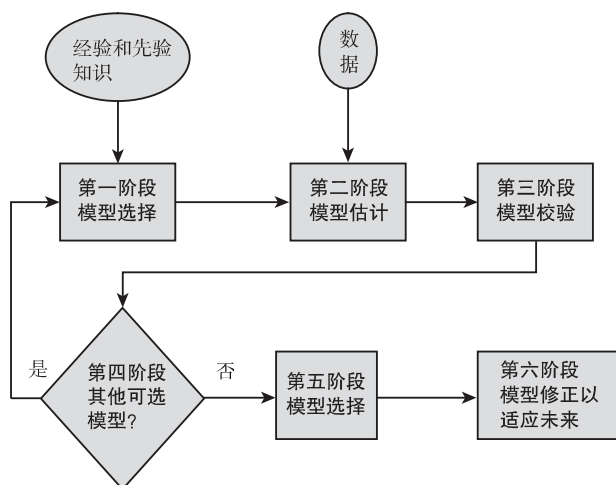 经验和先验
知识
数
据
第一阶段
模型选择
第二阶段
模型估计
第三阶段
模型校验
是
第四阶段
其他可选
模型?
否
第五阶段
模型选择
第六阶段
模型修正以
适应未来